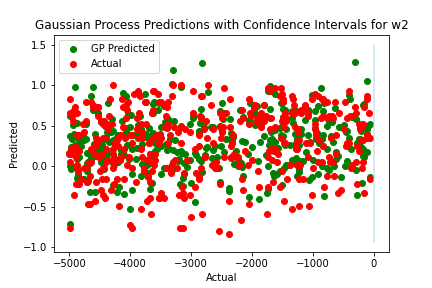 Gaussian Process Predictions with Confidence Intervals for w2
1.5
GP Predicted
Actual
1.0
0.5
Predicted
0.0
−0.5
−1.0
−5000 −4000 −3000 −2000 −1000 0
Actual